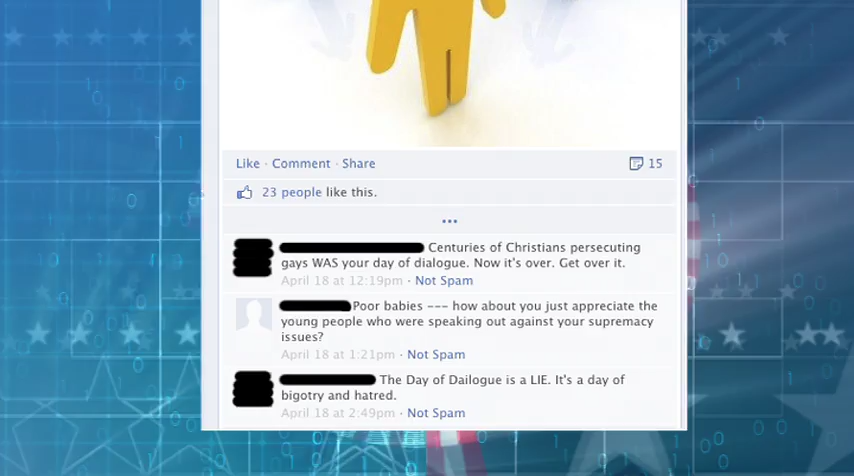 Like · Comment · Share 15
23 people like this.
...
Centuries of Christians persecuting
gays WAS your day of dialogue. Now it's over. Get over it.
April 18 at 12:19pm · Not Spam
Poor babies --- how about you just appreciate the
young people who were speaking out against your supremacy
issues?
April 18 at 1:21pm · Not Spam
The Day of Dailogue is a LIE. It's a day of
bigotry and hatred.
April 18 at 2:49pm · Not Spam